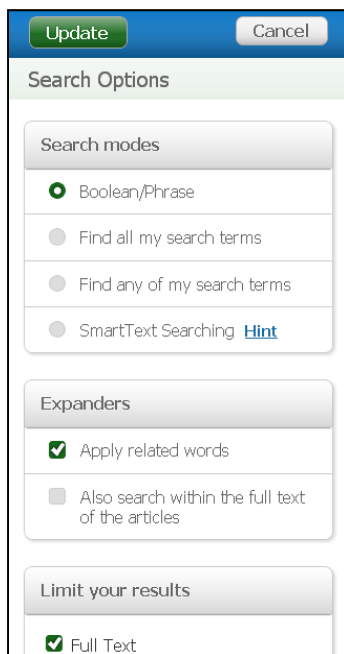 Update Cancel
Search Options
Search modes
Boolean/Phrase
Find all my search terms
Find any of my search terms
SmartText Searching Hint
Expanders
Apply related words
Also search within the full text
of the articles
Limit your results
Full Text